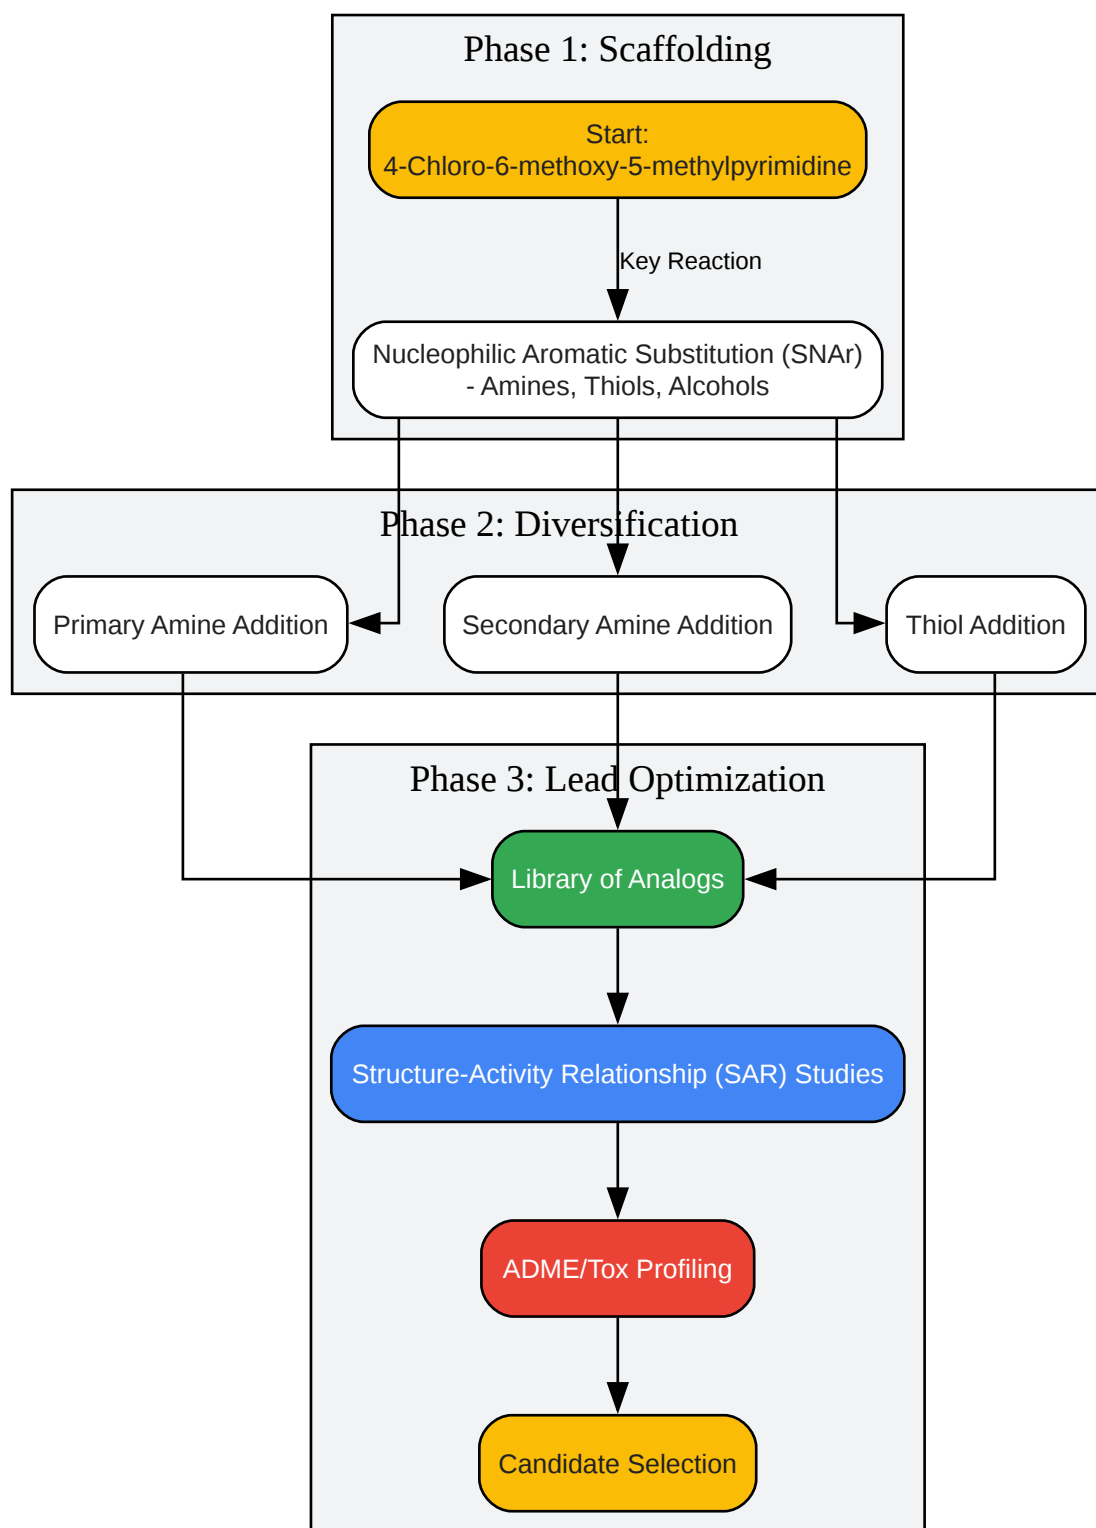 Phase 1: Scaffolding
Start:
4-Chloro-6-methoxy-5-methylpyrimidine
Key Reaction
Nucleophilic Aromatic Substitution (SNAr)
- Amines, Thiols, Alcohols
Phase 2: Diversification
Primary Amine Addition
Secondary Amine Addition
Thiol Addition
Phase 3: Lead Optimization
Library of Analogs
Structure-Activity Relationship (SAR) Studies
ADME/Tox Profiling
Candidate Selection